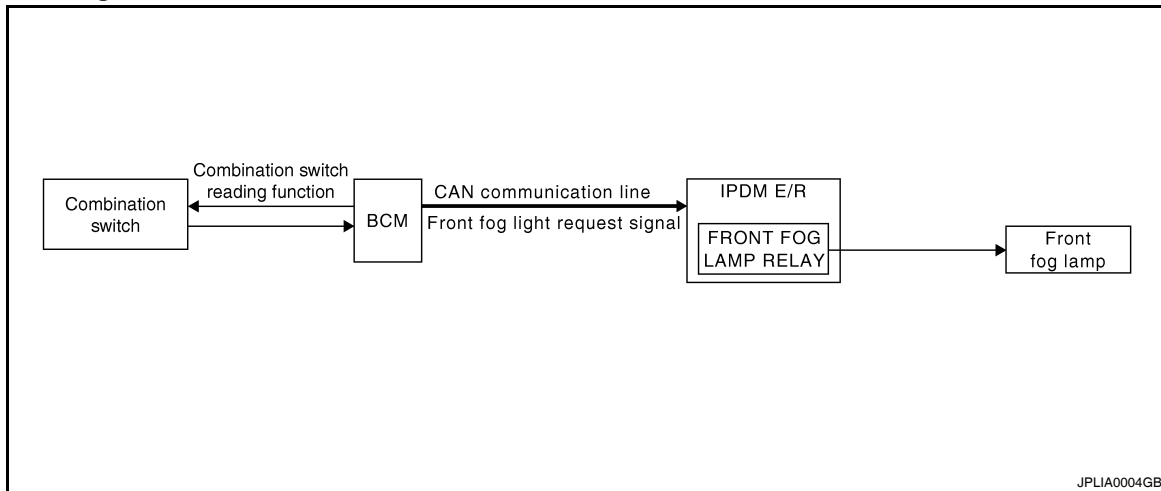 Combination switch
reading function
Combination
switch
BCM
CAN communication line
Front fog light request signal
IPDM E/R
FRONT FOG
LAMP RELAY
Front
fog lamp
JPLIA0004GB